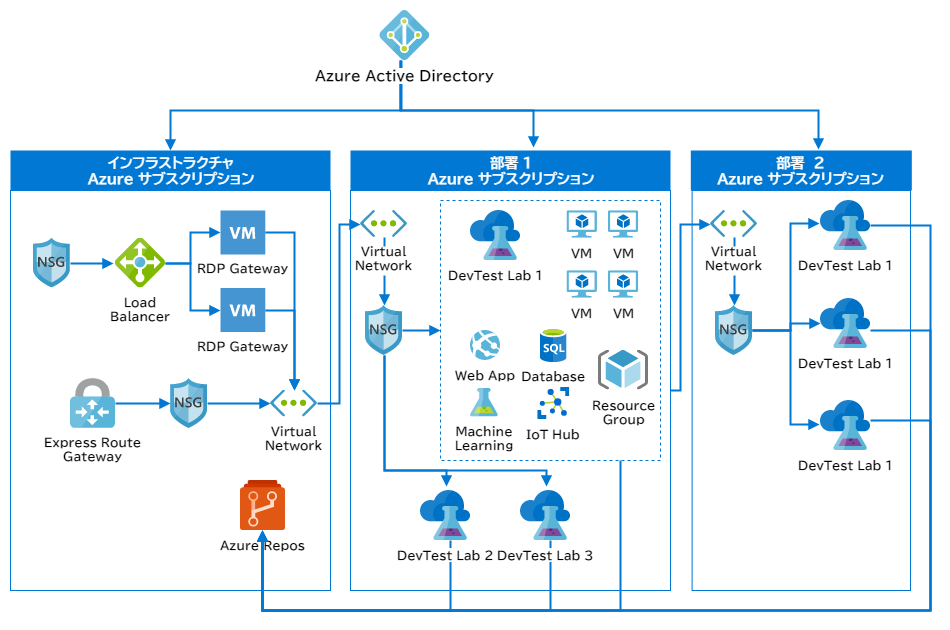 Azure Active Directory
インフラストラクチャ
Azure サブスクリプション
NSG
Load
Balancer
VM
RDP Gateway
VM
RDP Gateway
Express Route
Gateway
NSG
Virtual
Network
Azure Repos
部署 1
Azure サブスクリプション
Virtual
Network
NSG
DevTest Lab 1
VM
VM
VM
VM
Web App
SQL
Database
Machine
Learning
IoT Hub
Resource
Group
DevTest Lab 2
DevTest Lab 3
部署 2
Azure サブスクリプション
Virtual
Network
NSG
DevTest Lab 1
DevTest Lab 1
DevTest Lab 1